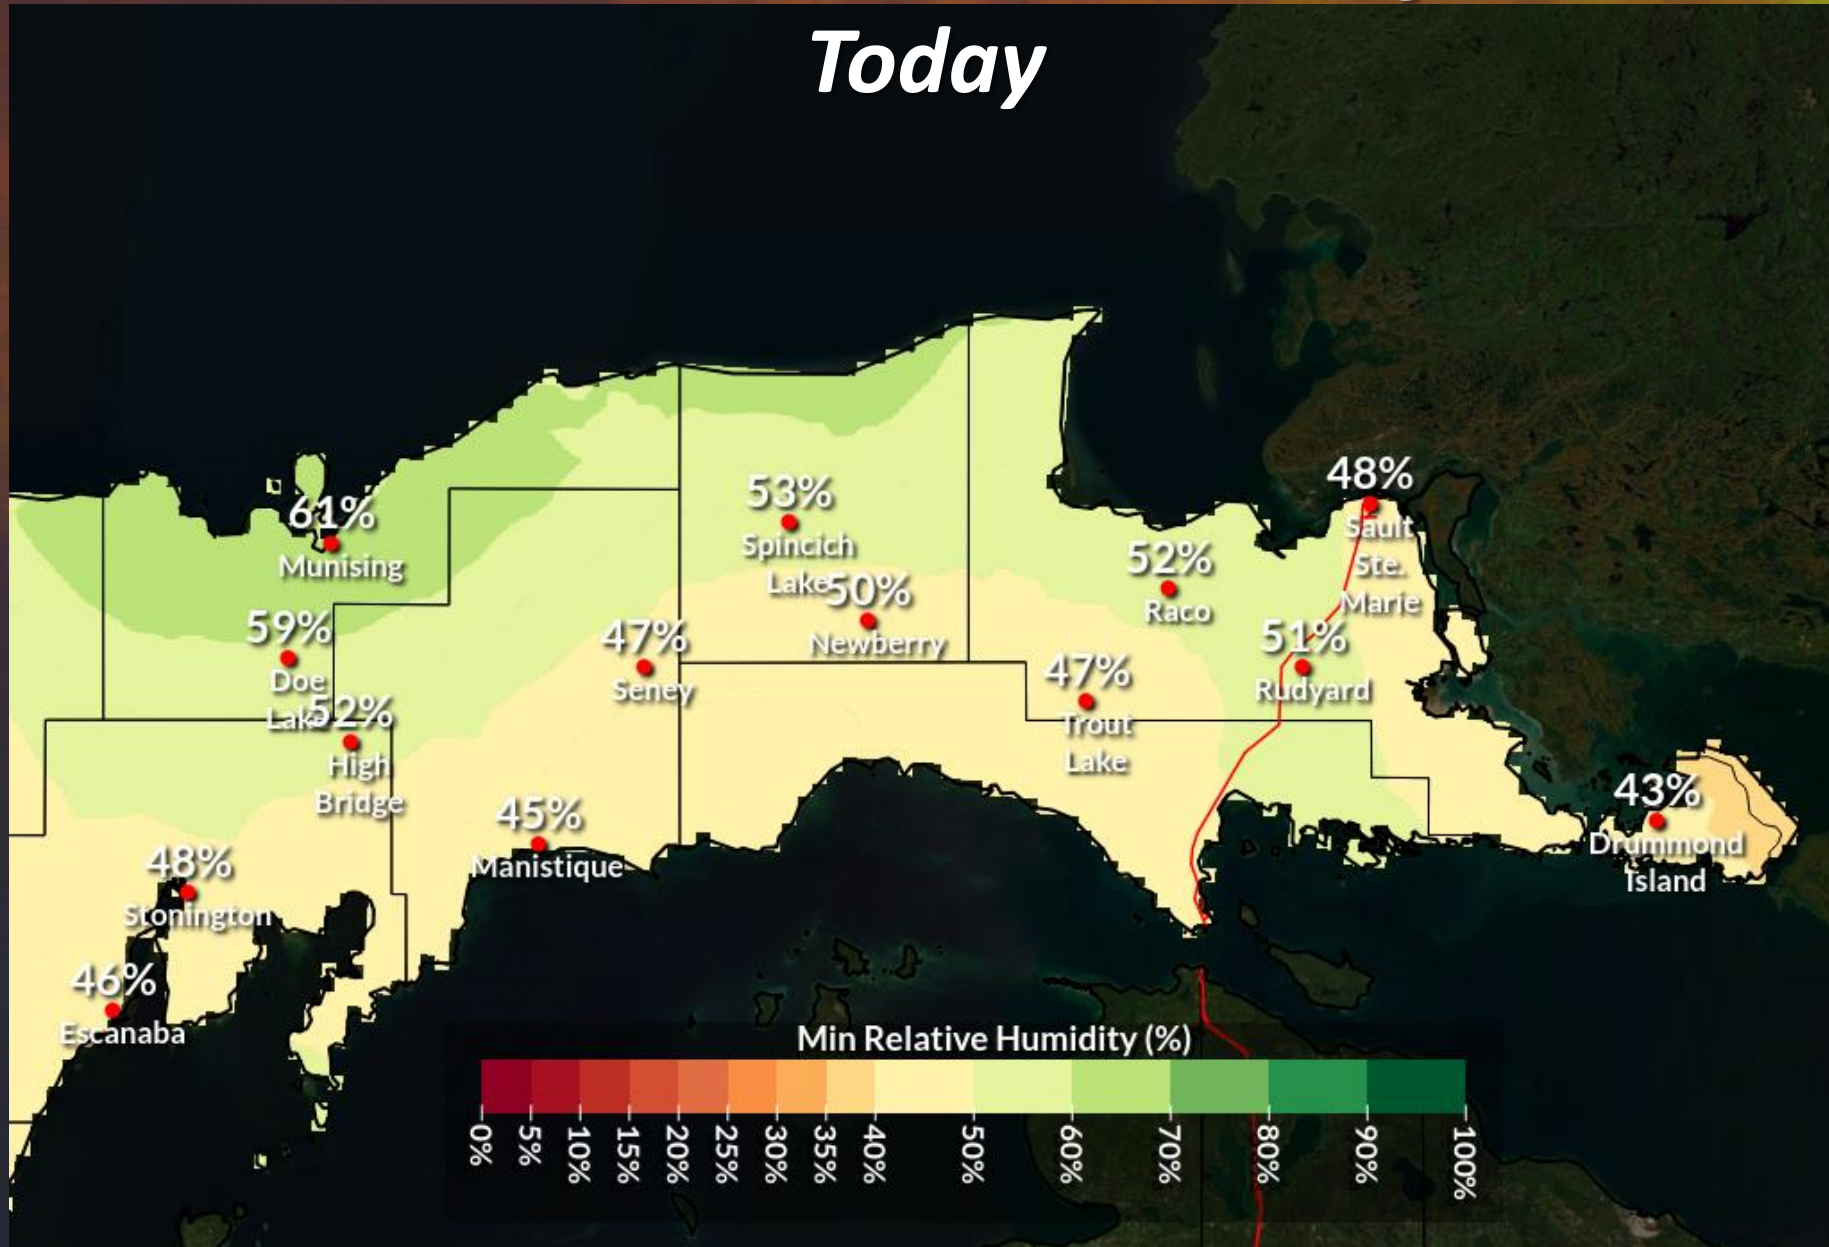 Today
48%
Sault
Ste.
Marie
61%
Munising
53%
Spincich
Lake
50%
Newberry
52%
Raco
59%
Doe
Lake
47%
Seney
51%
Rudyard
47%
Trout
Lake
52%
High
Bridge
45%
Manistique
43%
Drummond
Island
48%
Stonington
46%
Escanaba
Min Relative Humidity (%)
0%
5%
10%
15%
20%
25%
30%
35%
40%
50%
60%
70%
80%
90%
100%